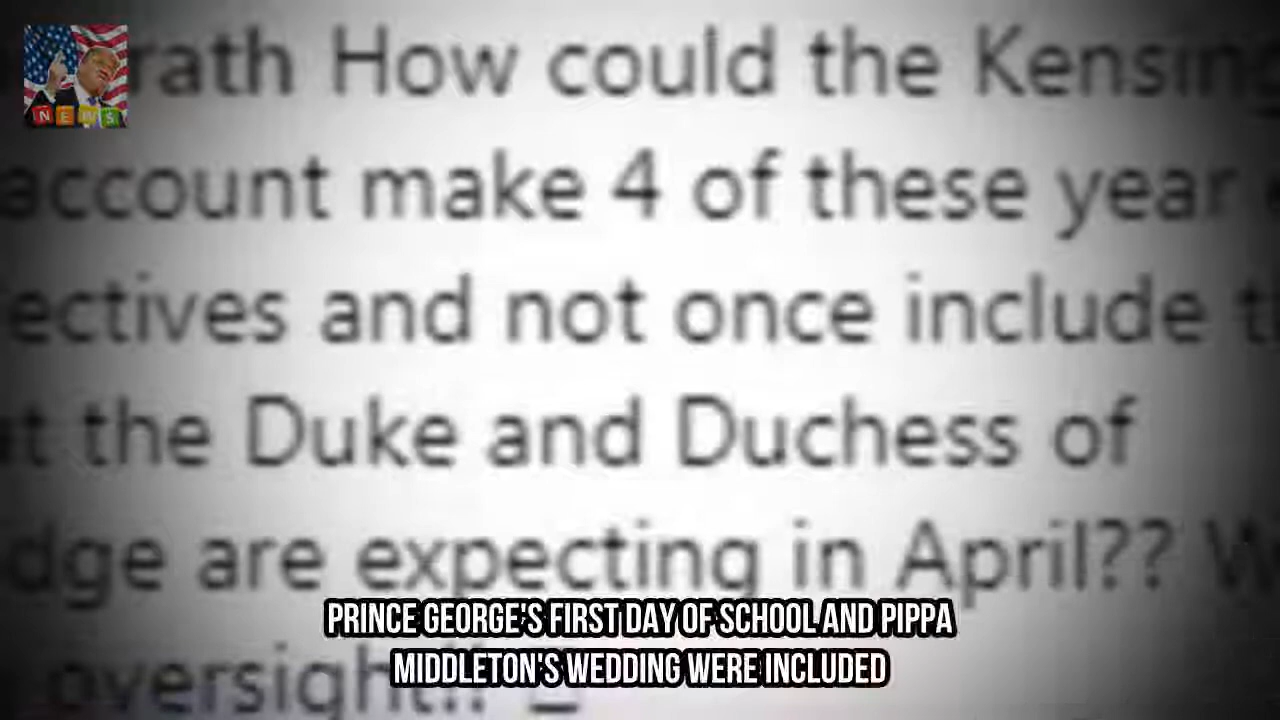 NEWS
rath How could the Kensing
account make 4 of these year
ectives and not once include t
t the Duke and Duchess of
dge are expecting in April?? W
oversight!!
PRINCE GEORGE'S FIRST DAY OF SCHOOL AND PIPPA
MIDDLETON'S WEDDING WERE INCLUDED